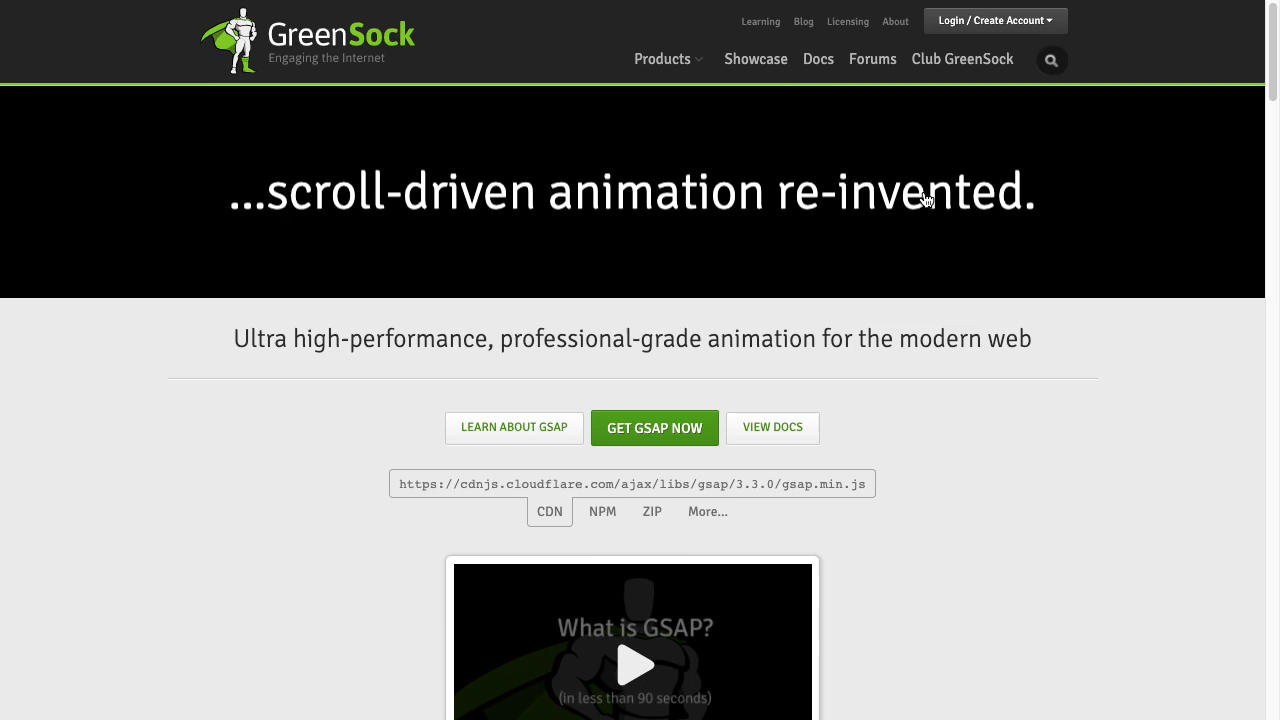 Learning Blog Licensing About Login / Create Account
GreenSock
Engaging the Internet
Products Showcase Docs Forums Club GreenSock
...scroll-driven animation re-invented.
Ultra high-performance, professional-grade animation for the modern web
LEARN ABOUT GSAP GET GSAP NOW VIEW DOCS
https://cdnjs.cloudflare.com/ajax/libs/gsap/3.3.0/gsap.min.js
CDN NPM ZIP More...
What is GSAP?
(in less than 90 seconds)